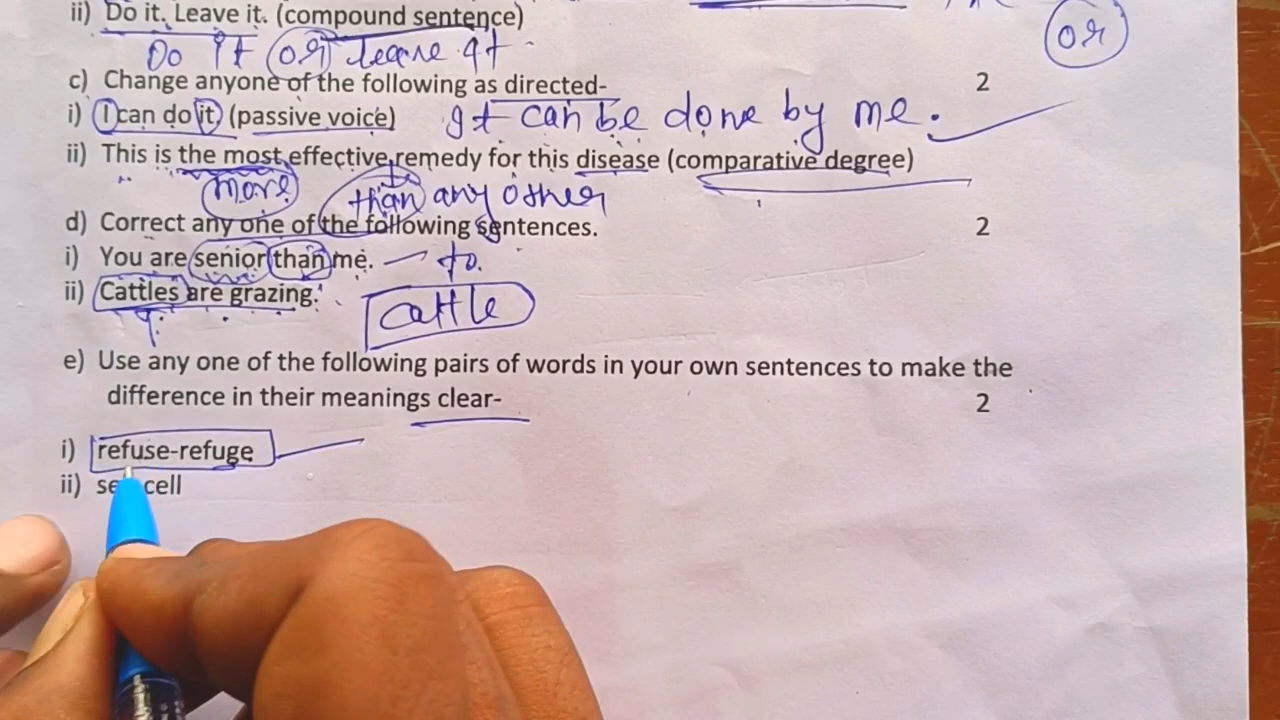 ii) Do it. Leave it. (compound sentence)
Do It or leave it
or
c) Change anyone of the following as directed- 2
i) I can do it (passive voice) It can be done by me.
ii) This is the most effective remedy for this disease (comparative degree)
more than any other
d) Correct any one of the following sentences. 2
i) You are senior than me. — to.
ii) Cattles are grazing. Cattle
e) Use any one of the following pairs of words in your own sentences to make the
difference in their meanings clear- 2
i) refuse-refuge
ii) cell